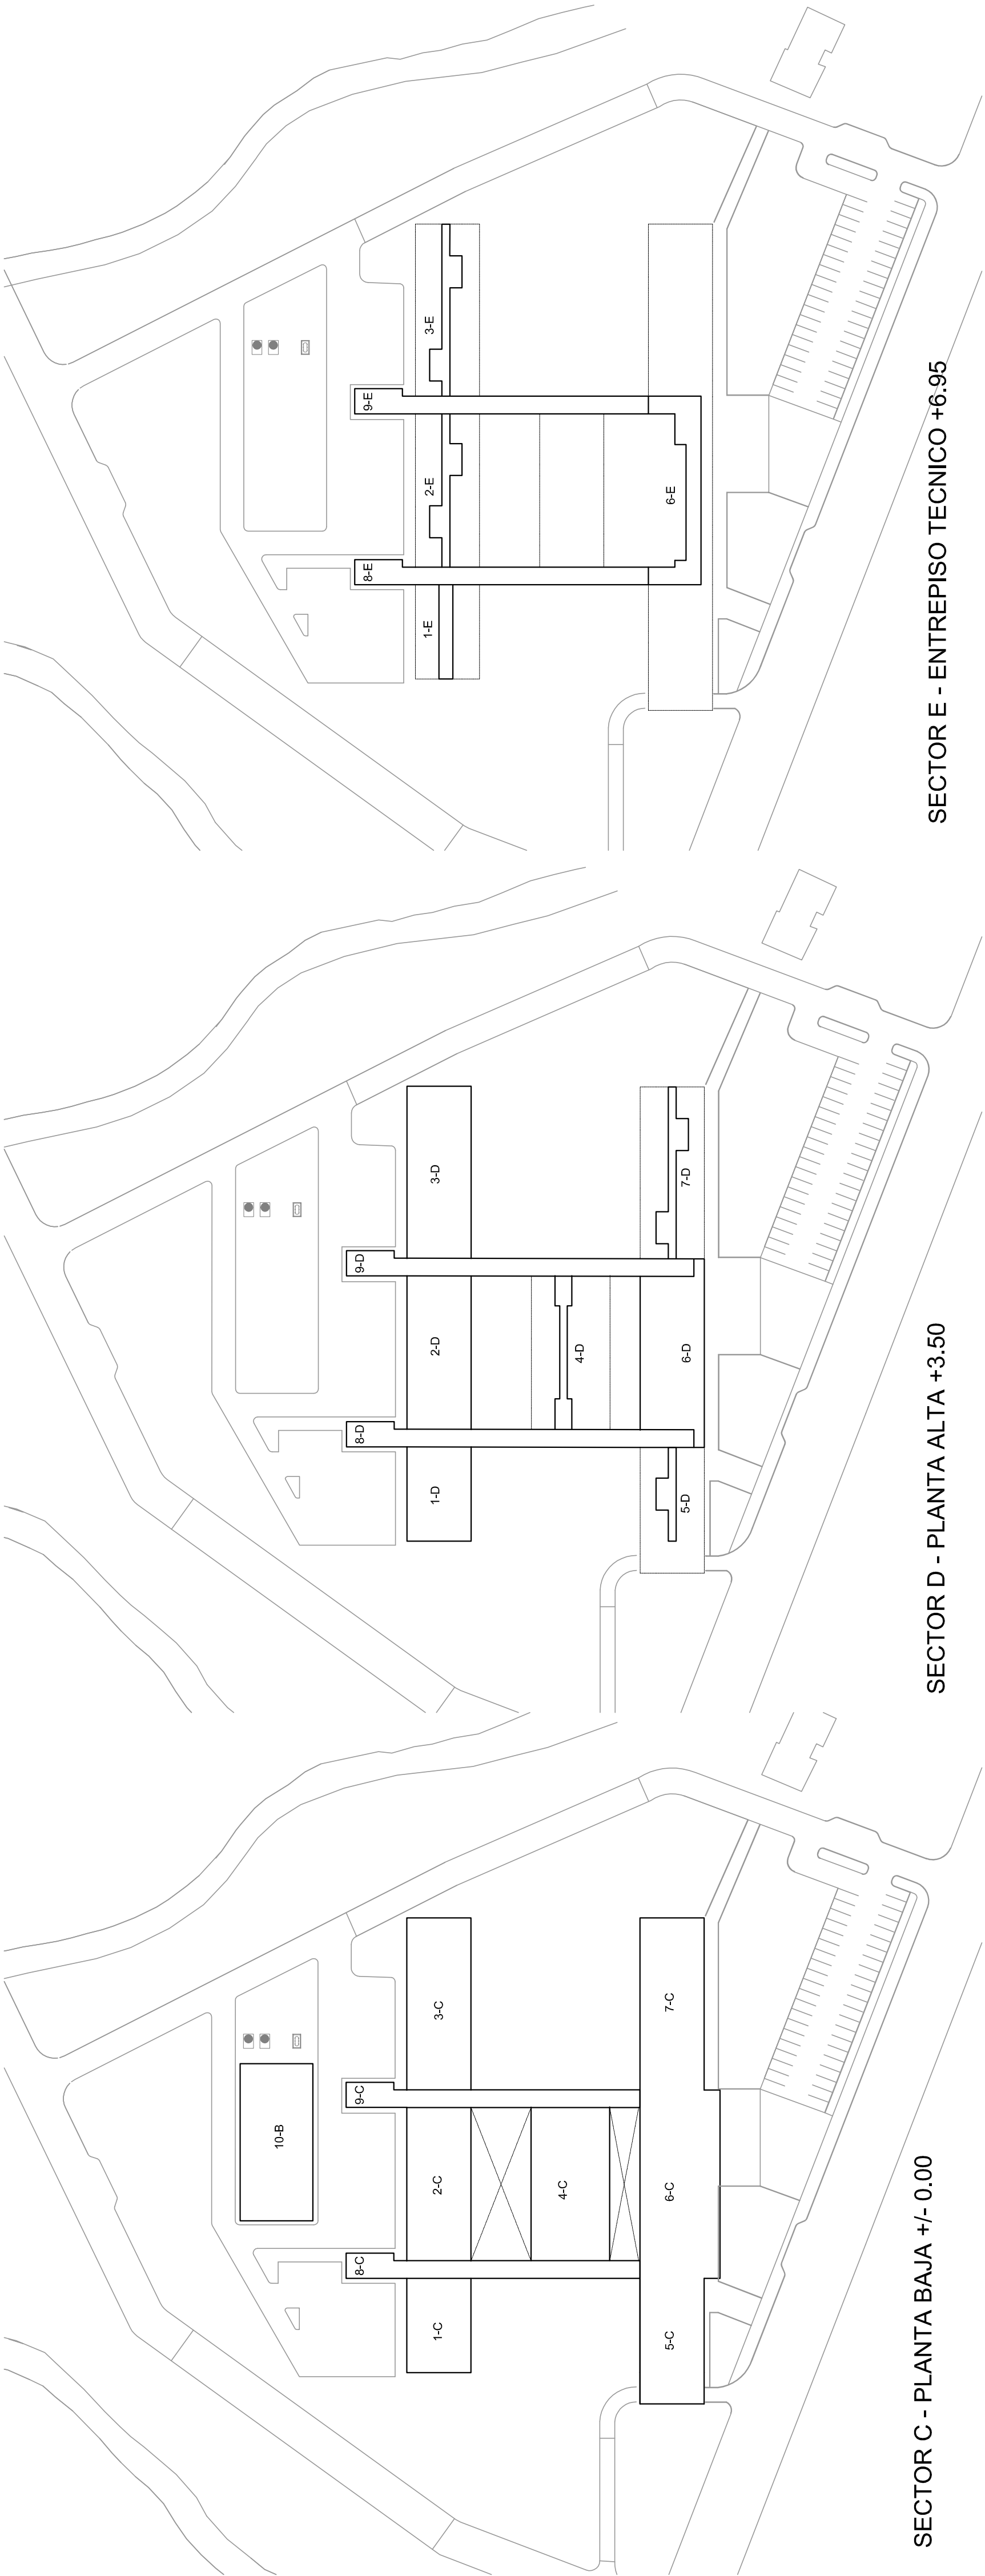 3-E
9-E
2-E
6-E
8-E
1-E
SECTOR E - ENTREPISO TECNICO +6.95
3-D
7-D
9-D
2-D
4-D
6-D
8-D
1-D
5-D
SECTOR D - PLANTA ALTA +3.50
3-C
7-C
9-C
10-B
2-C
4-C
6-C
8-C
1-C
5-C
SECTOR C - PLANTA BAJA +/- 0.00